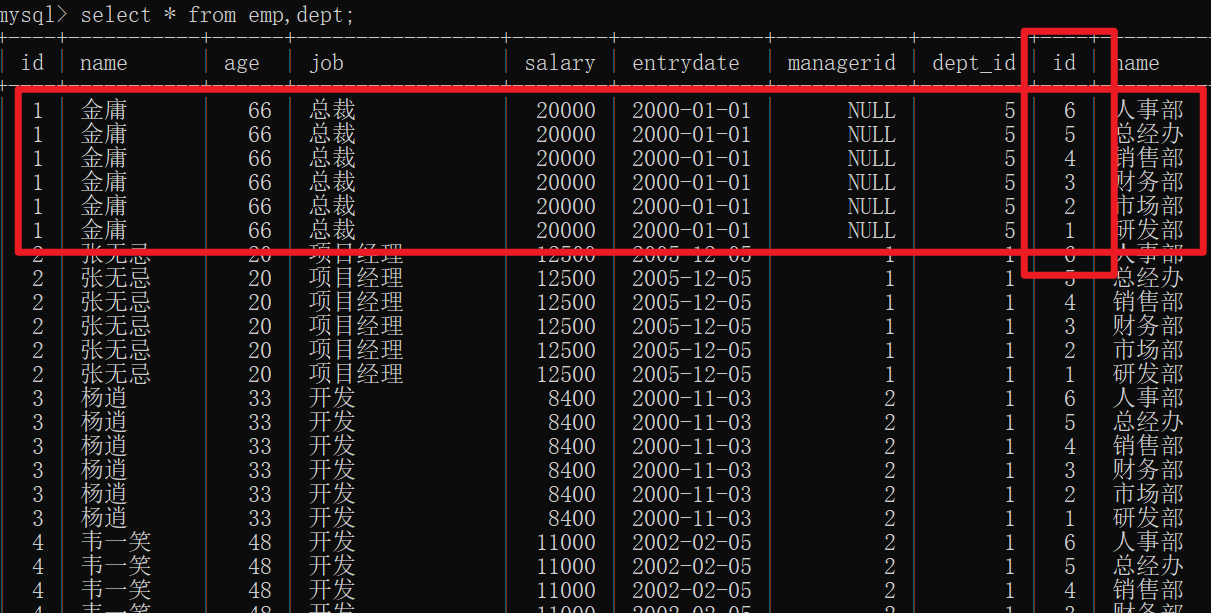 mysql> select * from emp,dept;
id name age job salary entrydate managerid dept_id id name
1 金庸 66 总裁 20000 2000-01-01 NULL 5 6 人事部
1 金庸 66 总裁 20000 2000-01-01 NULL 5 5 总经办
1 金庸 66 总裁 20000 2000-01-01 NULL 5 4 销售部
1 金庸 66 总裁 20000 2000-01-01 NULL 5 3 财务部
1 金庸 66 总裁 20000 2000-01-01 NULL 5 2 市场部
1 金庸 66 总裁 20000 2000-01-01 NULL 5 1 研发部
2 张无忌 20 项目经理 12500 2005-12-05 1 1 6 人事部
2 张无忌 20 项目经理 12500 2005-12-05 1 1 5 总经办
2 张无忌 20 项目经理 12500 2005-12-05 1 1 4 销售部
2 张无忌 20 项目经理 12500 2005-12-05 1 1 3 财务部
2 张无忌 20 项目经理 12500 2005-12-05 1 1 2 市场部
2 张无忌 20 项目经理 12500 2005-12-05 1 1 1 研发部
3 杨逍 33 开发 8400 2000-11-03 2 1 6 人事部
3 杨逍 33 开发 8400 2000-11-03 2 1 5 总经办
3 杨逍 33 开发 8400 2000-11-03 2 1 4 销售部
3 杨逍 33 开发 8400 2000-11-03 2 1 3 财务部
3 杨逍 33 开发 8400 2000-11-03 2 1 2 市场部
3 杨逍 33 开发 8400 2000-11-03 2 1 1 研发部
4 韦一笑 48 开发 11000 2002-02-05 2 1 6 人事部
4 韦一笑 48 开发 11000 2002-02-05 2 1 5 总经办
4 韦一笑 48 开发 11000 2002-02-05 2 1 4 销售部
4 韦一笑 48 开发 11000 2002-02-05 2 1 3 财务部